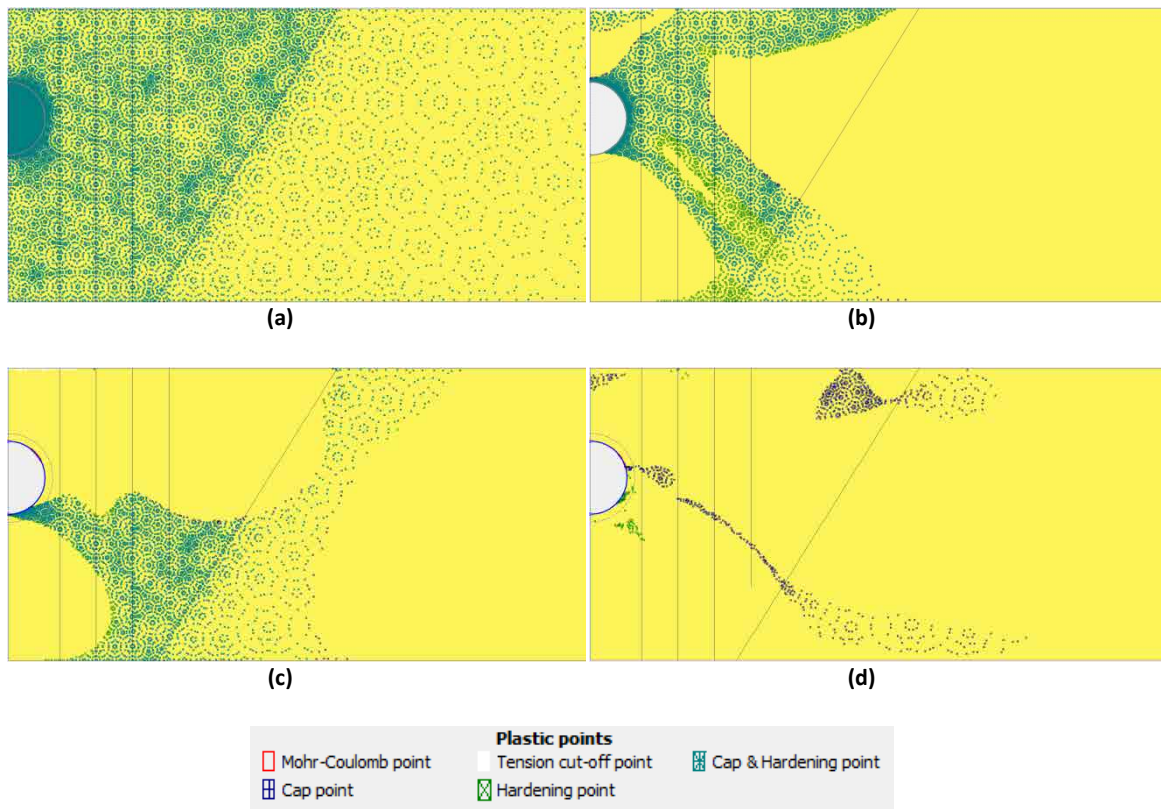 (a)
(b)
(c)
(d)
Plastic points
Mohr-Coulomb point
Tension cut-off point
Cap & Hardening point
Cap point
Hardening point